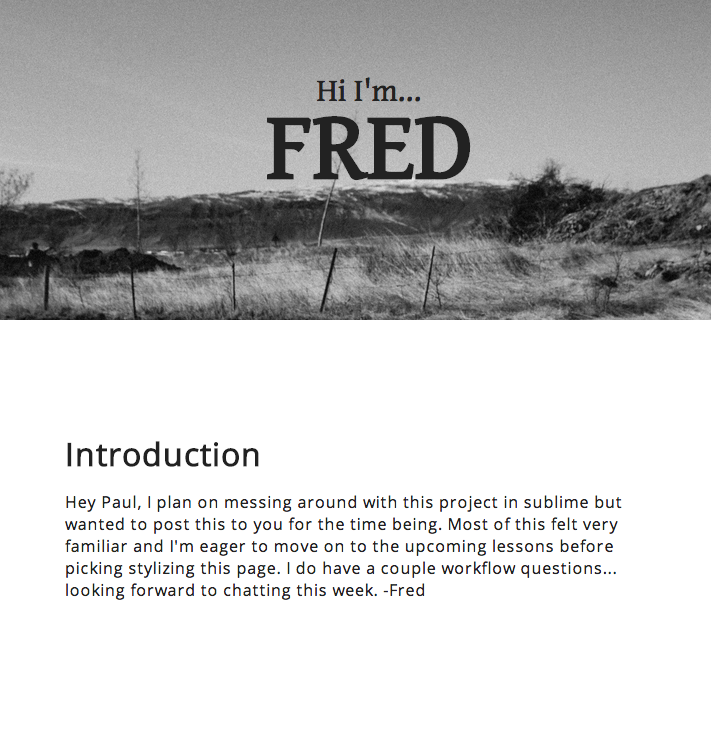 Hi I'm...
FRED
Introduction
Hey Paul, I plan on messing around with this project in sublime but
wanted to post this to you for the time being. Most of this felt very
familiar and I'm eager to move on to the upcoming lessons before
picking stylizing this page. I do have a couple workflow questions...
looking forward to chatting this week. -Fred